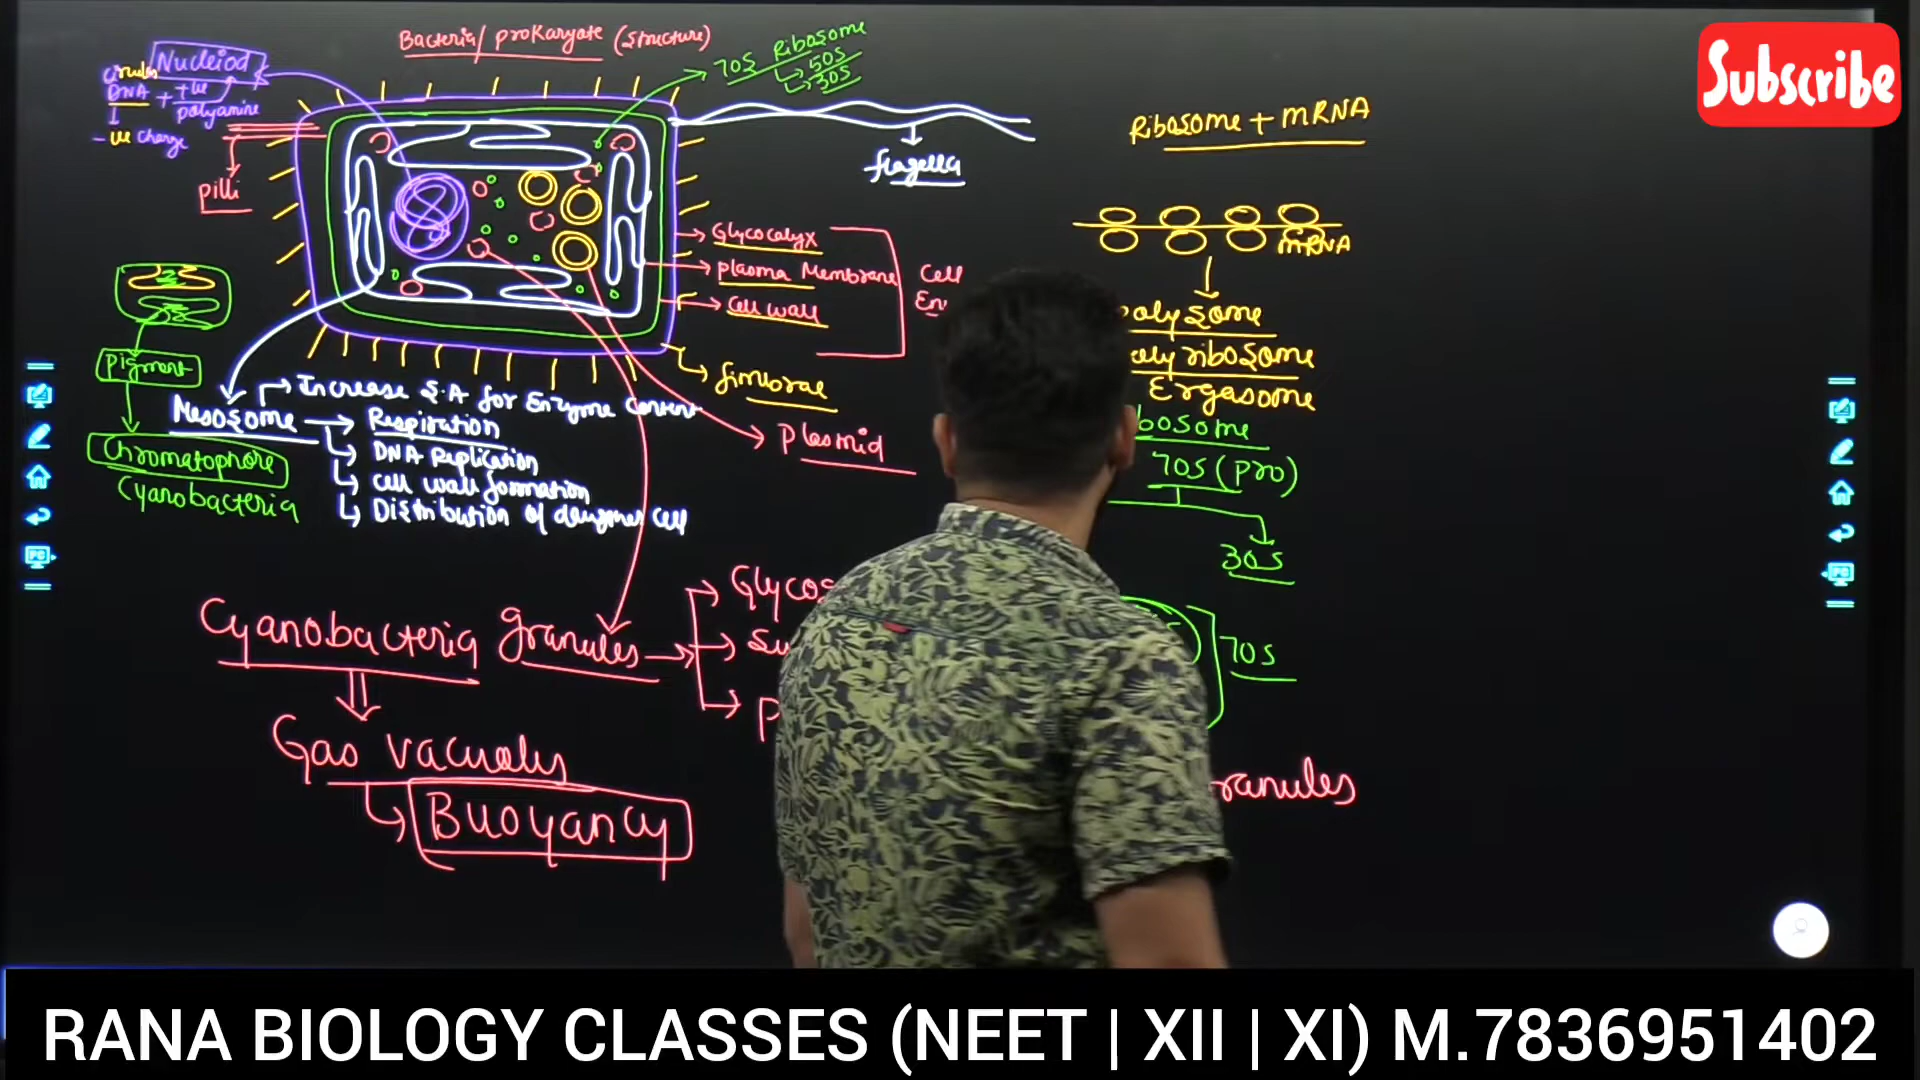 Bacteria/ proKaryate (structure)
Nucleiod
DNA + +ve
polyamine
- ve charge
pilli
70S Ribosome
50S
30S
flagella
Ribosome + mRNA
mRNA
Glycocalyx
plasma Membrane
Cell wall
Cell
fimbrae
plasmid
pigment
Chromatophore
Cyanobacteria
Mesosome
Increase S.A for Enzyme Content
Respiration
DNA Replication
cell wall formation
Distribution of
cell
Ergasome
70S (pro)
30S
70S
Cyanobacteria
Granules
Gas vacuoles
Buoyancy
Subscribe
RANA BIOLOGY CLASSES (NEET | XII | XI) M.7836951402